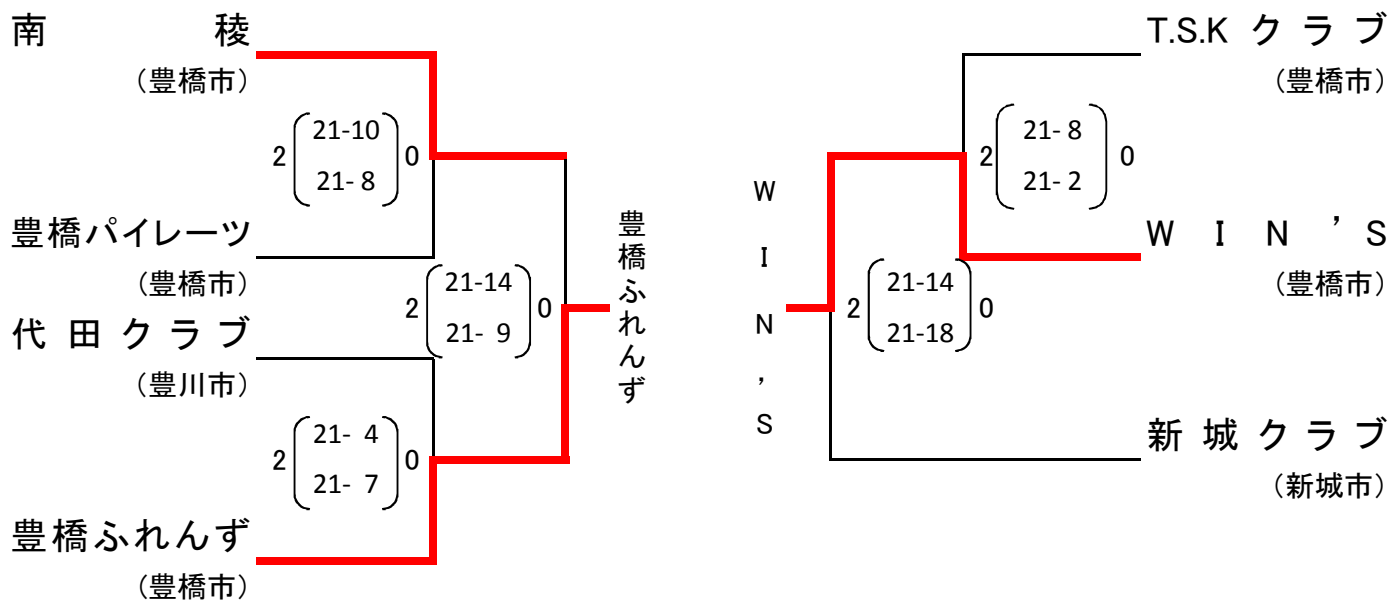 南 稜
（豊橋市）
2 21-10 0
21- 8
豊橋パイレーツ
（豊橋市）
2 21-14 0
21- 9
代 田 ク ラ ブ
（豊川市）
2 21- 4 0
21- 7
豊橋ふれんず
（豊橋市）
豊橋ふれんず
WIN’S
T.S.K ク ラ ブ
（豊橋市）
2 21- 8 0
21- 2
W I N ’ S
（豊橋市）
2 21-14 0
21-18
新 城 ク ラ ブ
（新城市）